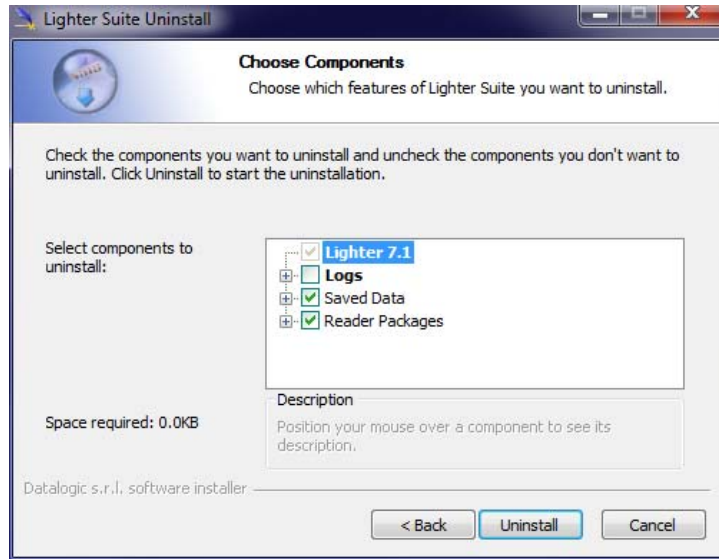 Lighter Suite Uninstall
Choose Components
Choose which features of Lighter Suite you want to uninstall.
Check the components you want to uninstall and uncheck the components you don't want to
uninstall. Click Uninstall to start the uninstallation.
Select components to
uninstall:
Lighter 7.1
Logs
Saved Data
Reader Packages
Space required: 0.0KB
Description
Position your mouse over a component to see its
description.
Datalogic s.r.l. software installer
< Back
Uninstall
Cancel